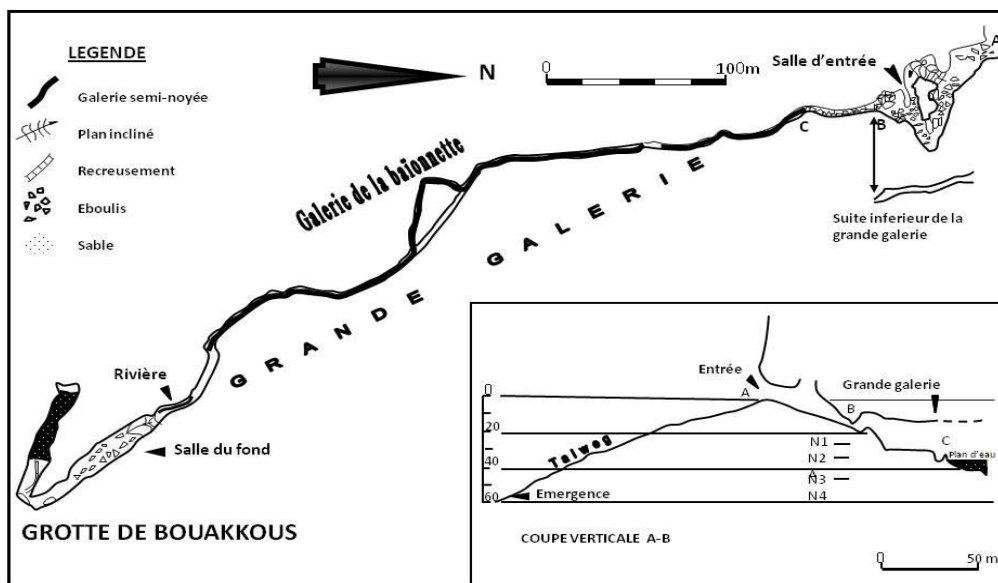 LEGENDE
Galerie semi-noyée
Plan incliné
Recreusement
Eboulis
Sable
N
0 100m
Salle d'entrée
A
B
C
Suite inferieur de la
grande galerie
Galerie de la baionnette
GRANDE GALERIE
Rivière
Salle du fond
GROTTE DE BOUAKKOUS
Entrée
A
Grande galerie
B
C
Plan d'eau
0
20
40
60
Talweg
Emergence
N1
N2
A
N3
N4
COUPE VERTICALE A-B
0 50 m